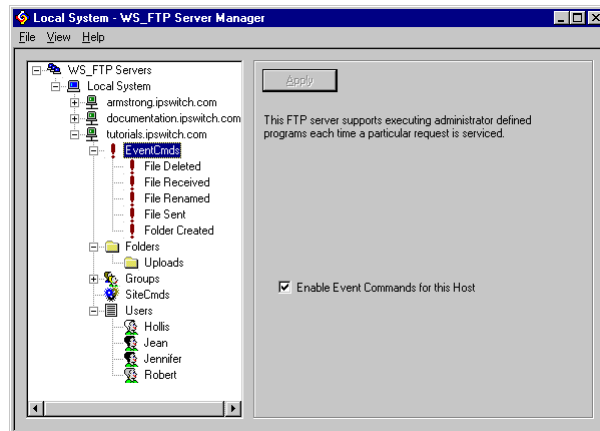 Local System - WS_FTP Server Manager
File View Help
WS_FTP Servers
Local System
armstrong.ipswitch.com
documentation.ipswitch.com
tutorials.ipswitch.com
EventCmds
File Deleted
File Received
File Renamed
File Sent
Folder Created
Folders
Uploads
Groups
SiteCmds
Users
Hollis
Jean
Jennifer
Robert
Apply
This FTP server supports executing administrator defined
programs each time a particular request is serviced.
Enable Event Commands for this Host